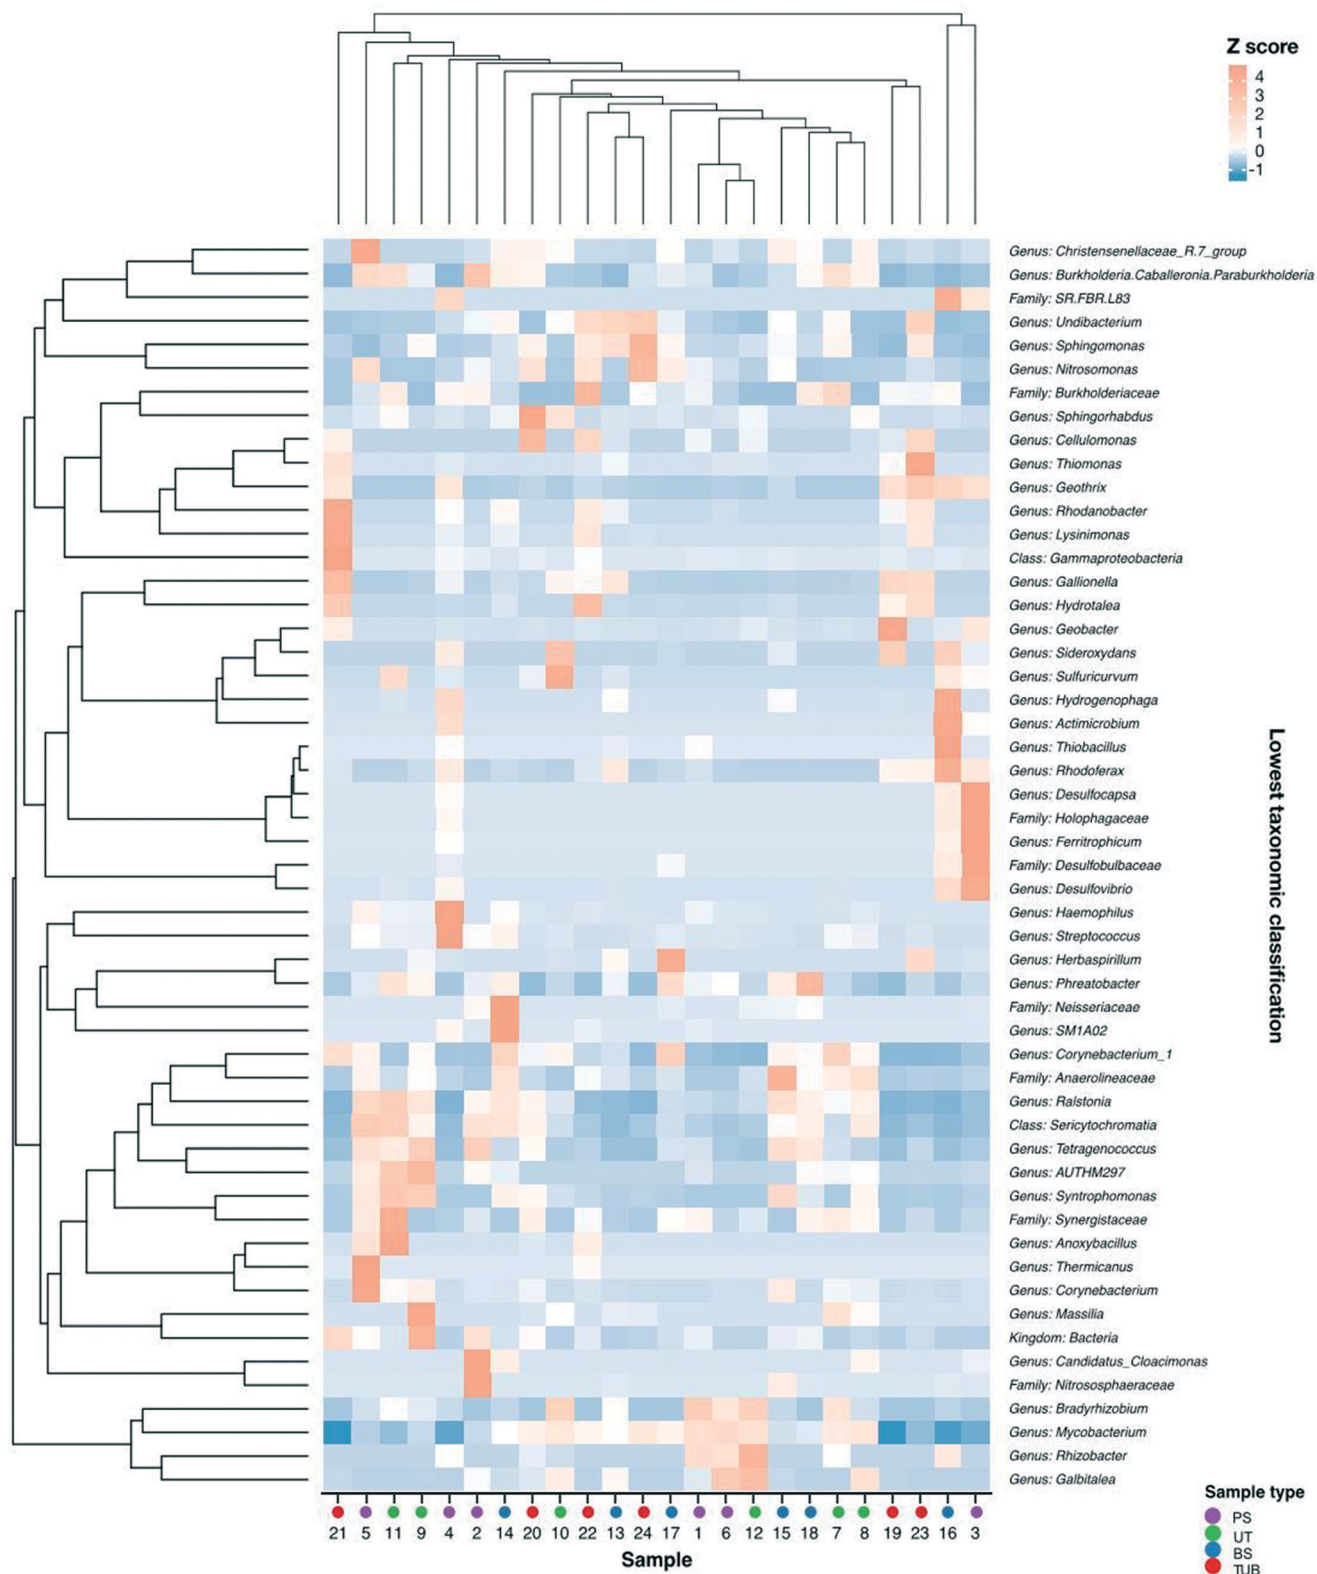 Z score
4
3
2
1
0
-1
Genus: Christensenellaceae_R.7_group
Genus: Burkholderia.Caballeronia.Paraburkholderia
Family: SR.FBR.L83
Genus: Undibacterium
Genus: Sphingomonas
Genus: Nitrosomonas
Family: Burkholderiaceae
Genus: Sphingorhabdus
Genus: Cellulomonas
Genus: Thiomonas
Genus: Geothrix
Genus: Rhodanobacter
Genus: Lysinimonas
Class: Gammaproteobacteria
Genus: Gallionella
Genus: Hydrotalea
Genus: Geobacter
Genus: Sideroxydans
Genus: Sulfuricurvum
Genus: Hydrogenophaga
Genus: Actimicrobium
Genus: Thiobacillus
Genus: Rhodoferax
Genus: Desulfocapsa
Family: Holophagaceae
Genus: Ferritrophicum
Family: Desulfobulbaceae
Genus: Desulfovibrio
Genus: Haemophilus
Genus: Streptococcus
Genus: Herbaspirillum
Genus: Phreatobacter
Family: Neisseriaceae
Genus: SM1A02
Genus: Corynebacterium_1
Family: Anaerolineaceae
Genus: Ralstonia
Class: Sericytochromatia
Genus: Tetragenococcus
Genus: AUTHM297
Genus: Syntrophomonas
Family: Synergistaceae
Genus: Anoxybacillus
Genus: Thermicanus
Genus: Corynebacterium
Genus: Massilia
Kingdom: Bacteria
Genus: Candidatus_Cloacimonas
Family: Nitrososphaeraceae
Genus: Bradyrhizobium
Genus: Mycobacterium
Genus: Rhizobacter
Genus: Galbitalea
Lowest taxonomic classification
21 5 11 9 4 2 14 20 10 22 13 24 17 1 6 12 15 18 7 8 19 23 16 3
Sample
Sample type
PS
UT
BS
TUB